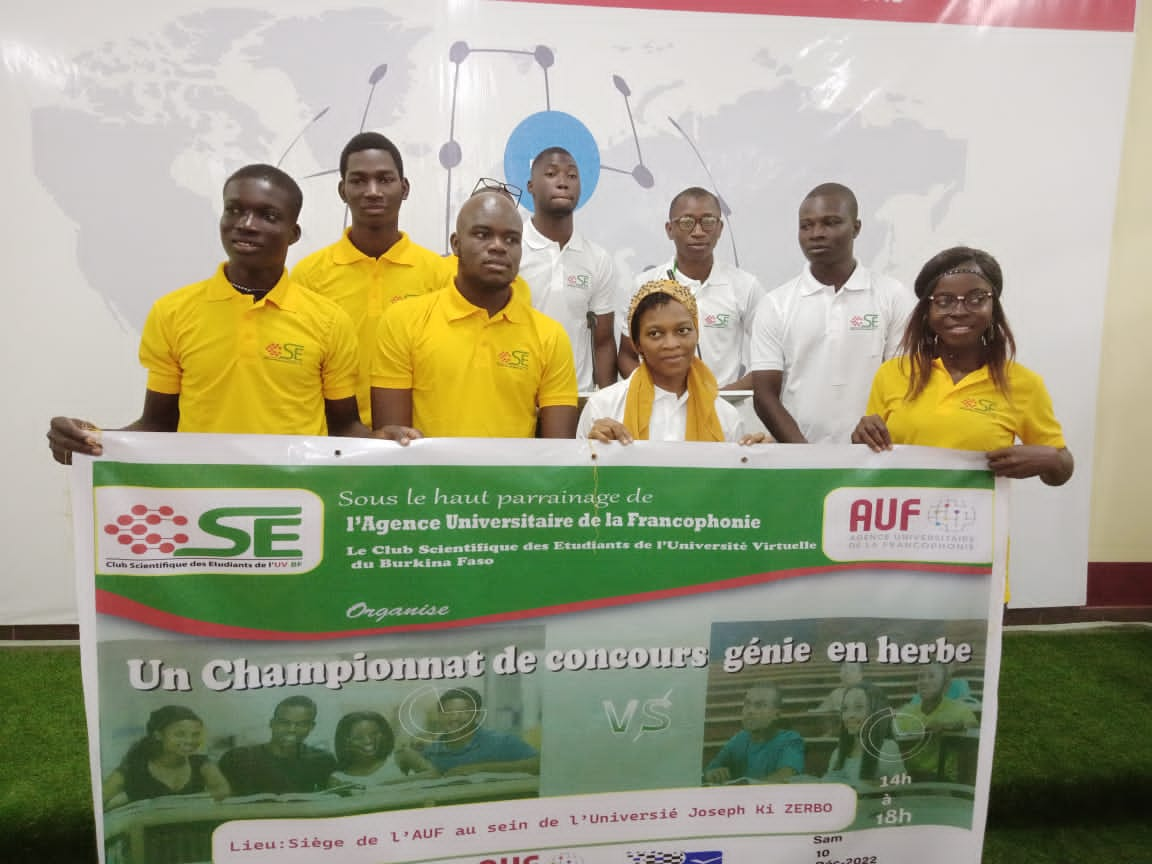 SE
SE
SE
SE
SE
SE
SE
Club Scientifique des Etudiants de l'UV-BF
Sous le haut parrainage de
l'Agence Universitaire de la Francophonie
Le Club Scientifique des Etudiants de l'Université Virtuelle
du Burkina Faso
Organise
AUF
AGENCE UNIVERSITAIRE
DE LA FRANCOPHONIE
Un Championnat de concours génie en herbe
VS
14h
à
18h
Lieu:Siège de l'AUF au sein de l'Universié Joseph Ki ZERBO
AUF
Sam
10
Déc-2022